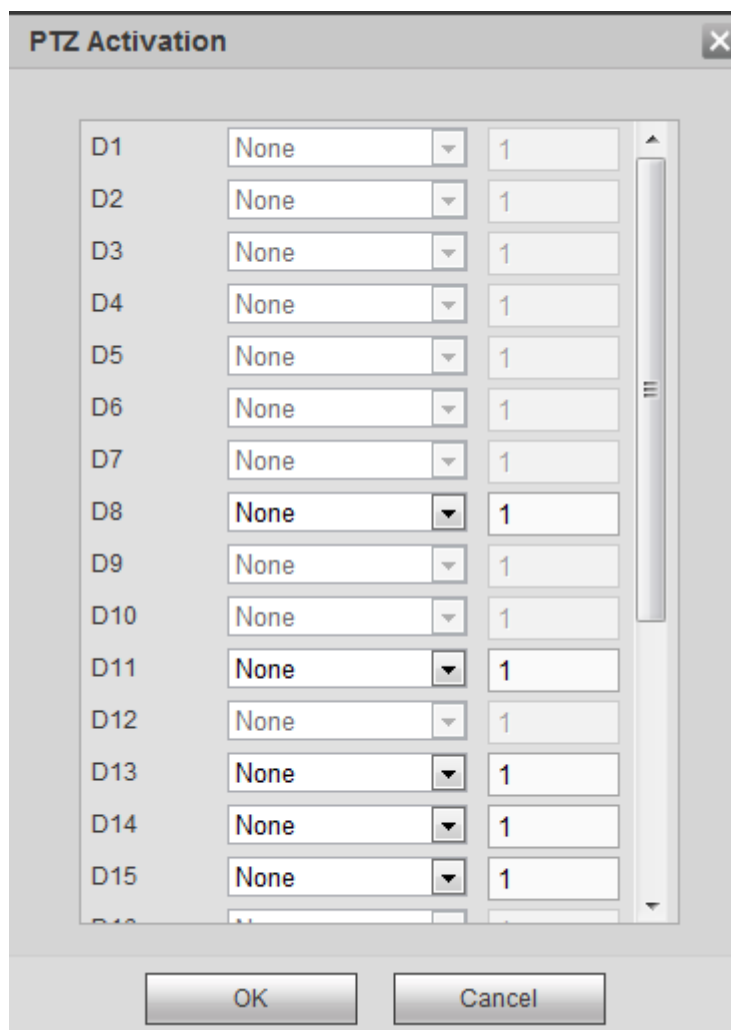 PTZ Activation
D1 None 1
D2 None 1
D3 None 1
D4 None 1
D5 None 1
D6 None 1
D7 None 1
D8 None 1
D9 None 1
D10 None 1
D11 None 1
D12 None 1
D13 None 1
D14 None 1
D15 None 1
OK Cancel